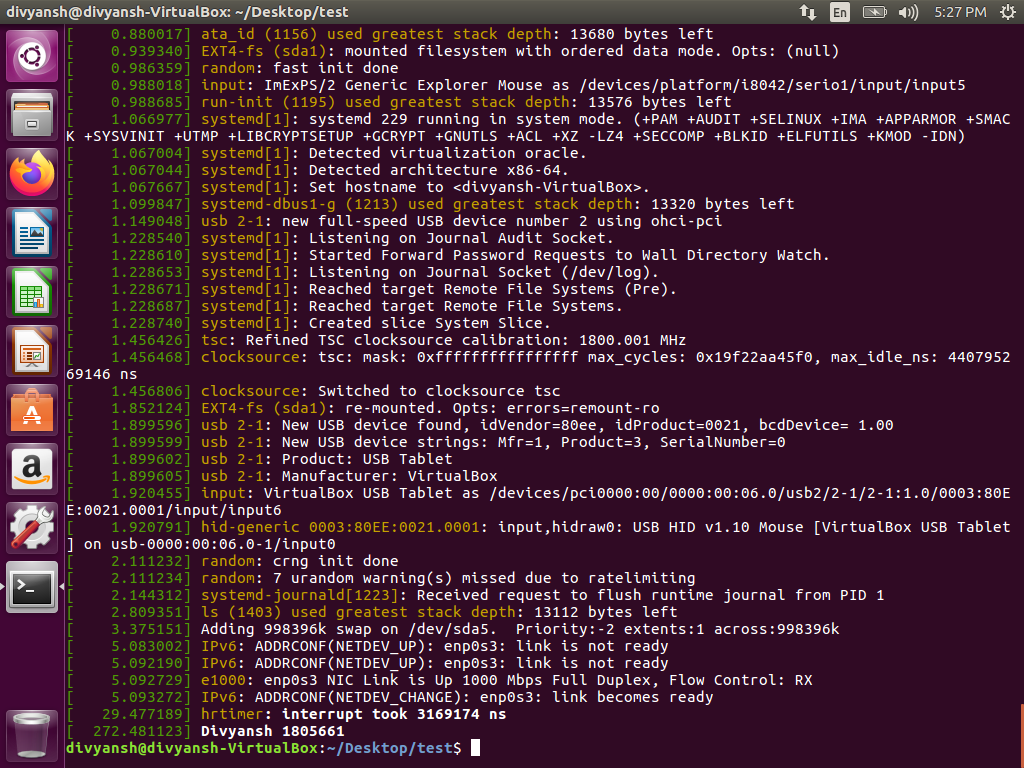 divyansh@divyansh-VirtualBox: ~/Desktop/test En 5:27 PM
[    0.880017] ata_id (1156) used greatest stack depth: 13680 bytes left
[    0.939340] EXT4-fs (sda1): mounted filesystem with ordered data mode. Opts: (null)
[    0.986359] random: fast init done
[    0.988018] input: ImExPS/2 Generic Explorer Mouse as /devices/platform/i8042/serio1/input/input5
[    0.988685] run-init (1195) used greatest stack depth: 13576 bytes left
[    1.066977] systemd[1]: systemd 229 running in system mode. (+PAM +AUDIT +SELINUX +IMA +APPARMOR +SMAC
K +SYSVINIT +UTMP +LIBCRYPTSETUP +GCRYPT +GNUTLS +ACL +XZ -LZ4 +SECCOMP +BLKID +ELFUTILS +KMOD -IDN)
[    1.067004] systemd[1]: Detected virtualization oracle.
[    1.067044] systemd[1]: Detected architecture x86-64.
[    1.067667] systemd[1]: Set hostname to <divyansh-VirtualBox>.
[    1.099847] systemd-dbus1-g (1213) used greatest stack depth: 13320 bytes left
[    1.149048] usb 2-1: new full-speed USB device number 2 using ohci-pci
[    1.228540] systemd[1]: Listening on Journal Audit Socket.
[    1.228610] systemd[1]: Started Forward Password Requests to Wall Directory Watch.
[    1.228653] systemd[1]: Listening on Journal Socket (/dev/log).
[    1.228671] systemd[1]: Reached target Remote File Systems (Pre).
[    1.228687] systemd[1]: Reached target Remote File Systems.
[    1.228740] systemd[1]: Created slice System Slice.
[    1.456426] tsc: Refined TSC clocksource calibration: 1800.001 MHz
[    1.456468] clocksource: tsc: mask: 0xffffffffffffffff max_cycles: 0x19f22aa45f0, max_idle_ns: 4407952
69146 ns
[    1.456806] clocksource: Switched to clocksource tsc
[    1.852124] EXT4-fs (sda1): re-mounted. Opts: errors=remount-ro
[    1.899596] usb 2-1: New USB device found, idVendor=80ee, idProduct=0021, bcdDevice= 1.00
[    1.899599] usb 2-1: New USB device strings: Mfr=1, Product=3, SerialNumber=0
[    1.899602] usb 2-1: Product: USB Tablet
[    1.899605] usb 2-1: Manufacturer: VirtualBox
[    1.920455] input: VirtualBox USB Tablet as /devices/pci0000:00/0000:00:06.0/usb2/2-1/2-1:1.0/0003:80E
E:0021.0001/input/input6
[    1.920791] hid-generic 0003:80EE:0021.0001: input,hidraw0: USB HID v1.10 Mouse [VirtualBox USB Tablet
] on usb-0000:00:06.0-1/input0
[    2.111232] random: crng init done
[    2.111234] random: 7 urandom warning(s) missed due to ratelimiting
[    2.144312] systemd-journald[1223]: Received request to flush runtime journal from PID 1
[    2.809351] ls (1403) used greatest stack depth: 13112 bytes left
[    3.375151] Adding 998396k swap on /dev/sda5.  Priority:-2 extents:1 across:998396k
[    5.083002] IPv6: ADDRCONF(NETDEV_UP): enp0s3: link is not ready
[    5.092190] IPv6: ADDRCONF(NETDEV_UP): enp0s3: link is not ready
[    5.092729] e1000: enp0s3 NIC Link is Up 1000 Mbps Full Duplex, Flow Control: RX
[    5.093272] IPv6: ADDRCONF(NETDEV_CHANGE): enp0s3: link becomes ready
[   29.477189] hrtimer: interrupt took 3169174 ns
[  272.481123] Divyansh 1805661
divyansh@divyansh-VirtualBox:~/Desktop/test$